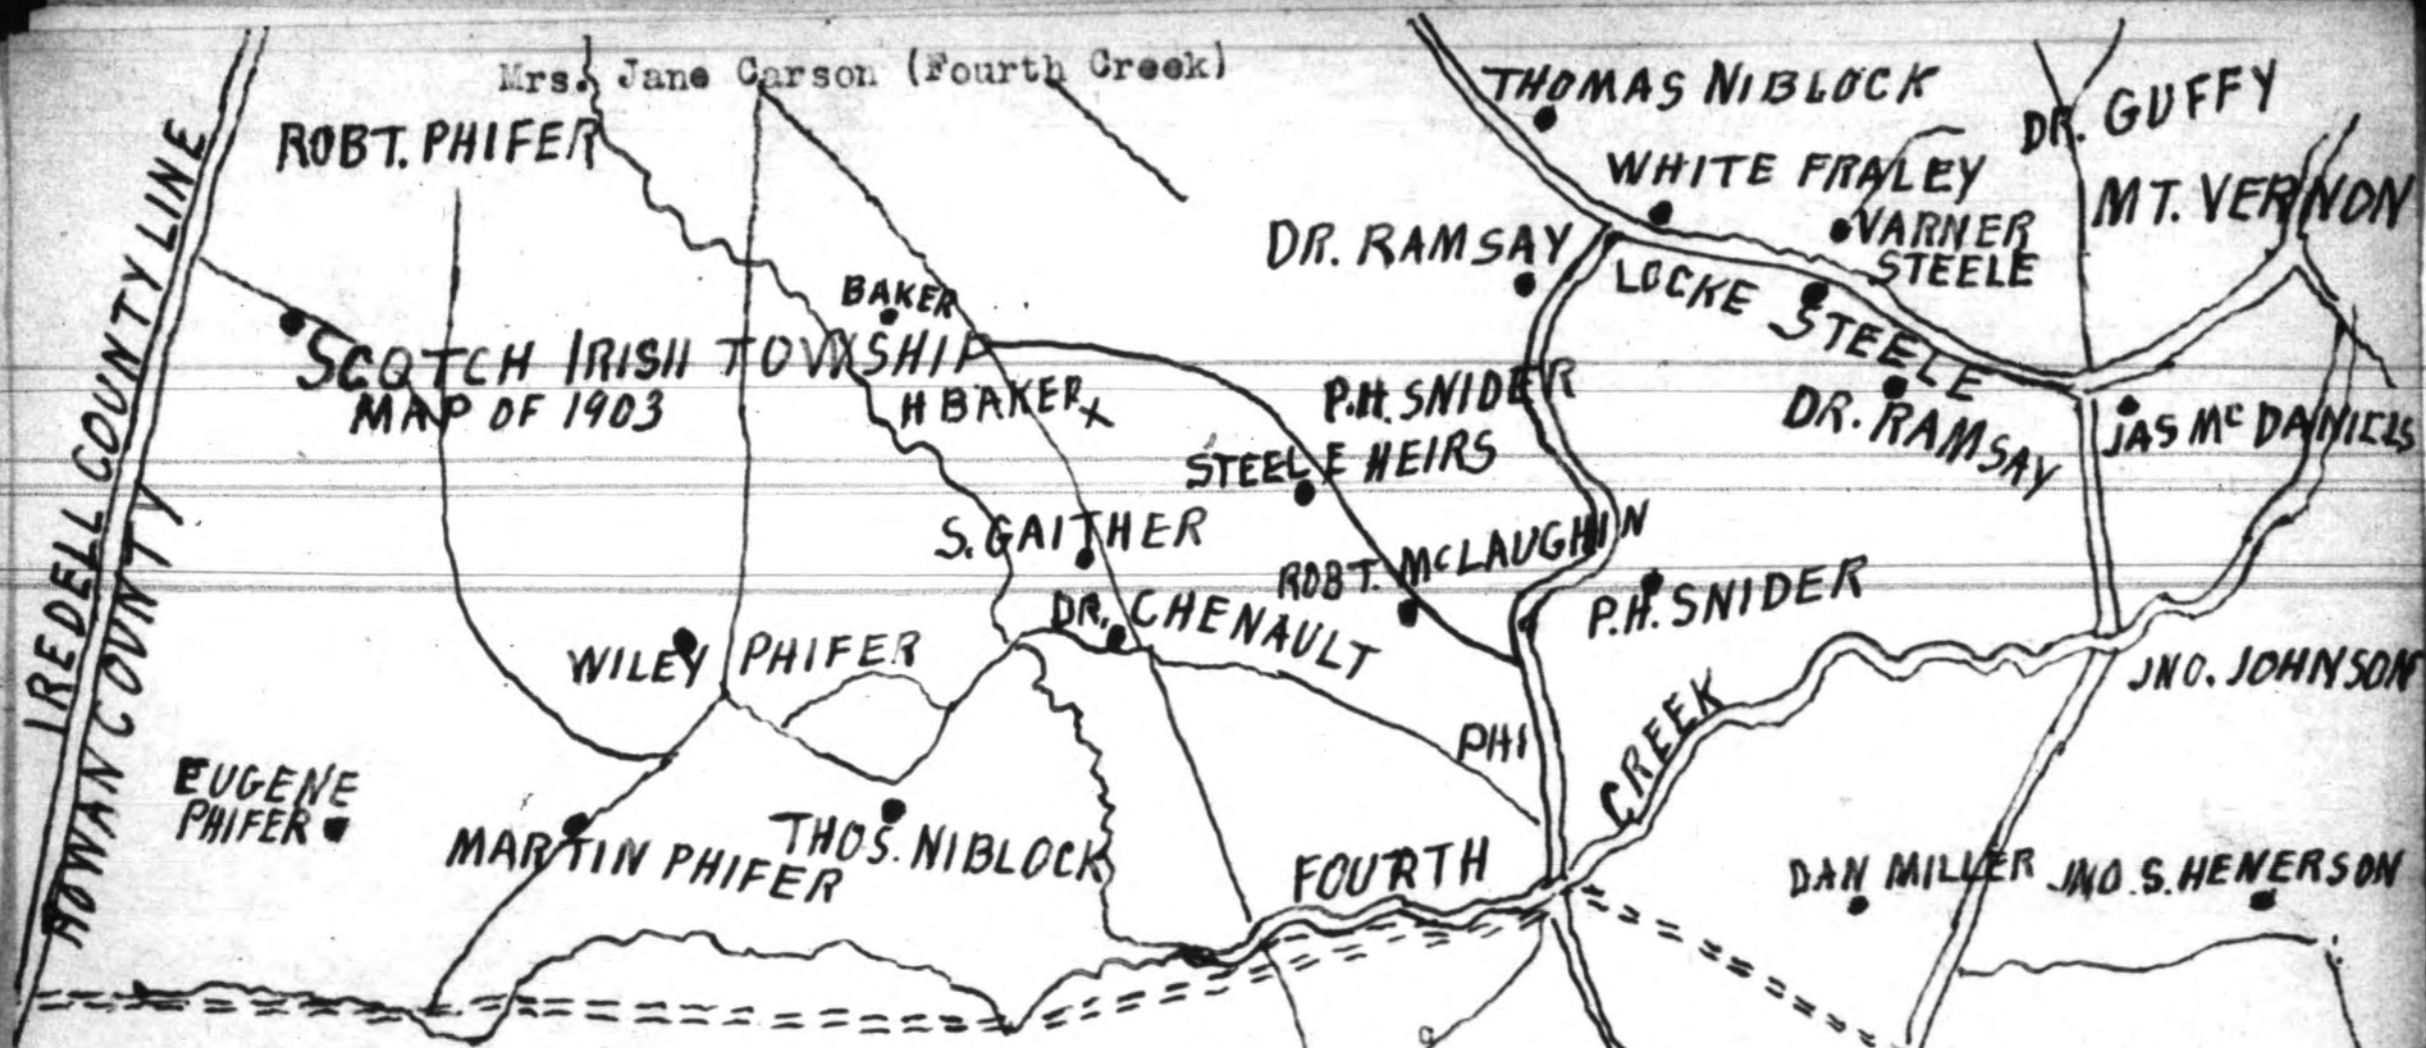 Mrs. Jane Carson (Fourth Creek)
THOMAS NIBLOCK
DR. GUFFY
ROBT. PHIFER
WHITE FRALEY
MT. VERNON
IREDELL COUNTY LINE
ROWAN COUNTY
DR. RAMSAY
VARNER
STEELE
LOCKE STEELE
BAKER
SCOTCH IRISH TOWNSHIP
MAP OF 1903
H BAKER X
P.H. SNIDER
DR. RAMSAY
JAS McDANIELS
STEELE HEIRS
S. GAITHER
ROBT. McLAUGHIN
DR. CHENAULT
P.H. SNIDER
WILEY PHIFER
JNO. JOHNSON
PHI
CREEK
EUGENE
PHIFER
MARTIN PHIFER
THOS. NIBLOCK
FOURTH
DAN MILLER
JNO. S. HENERSON